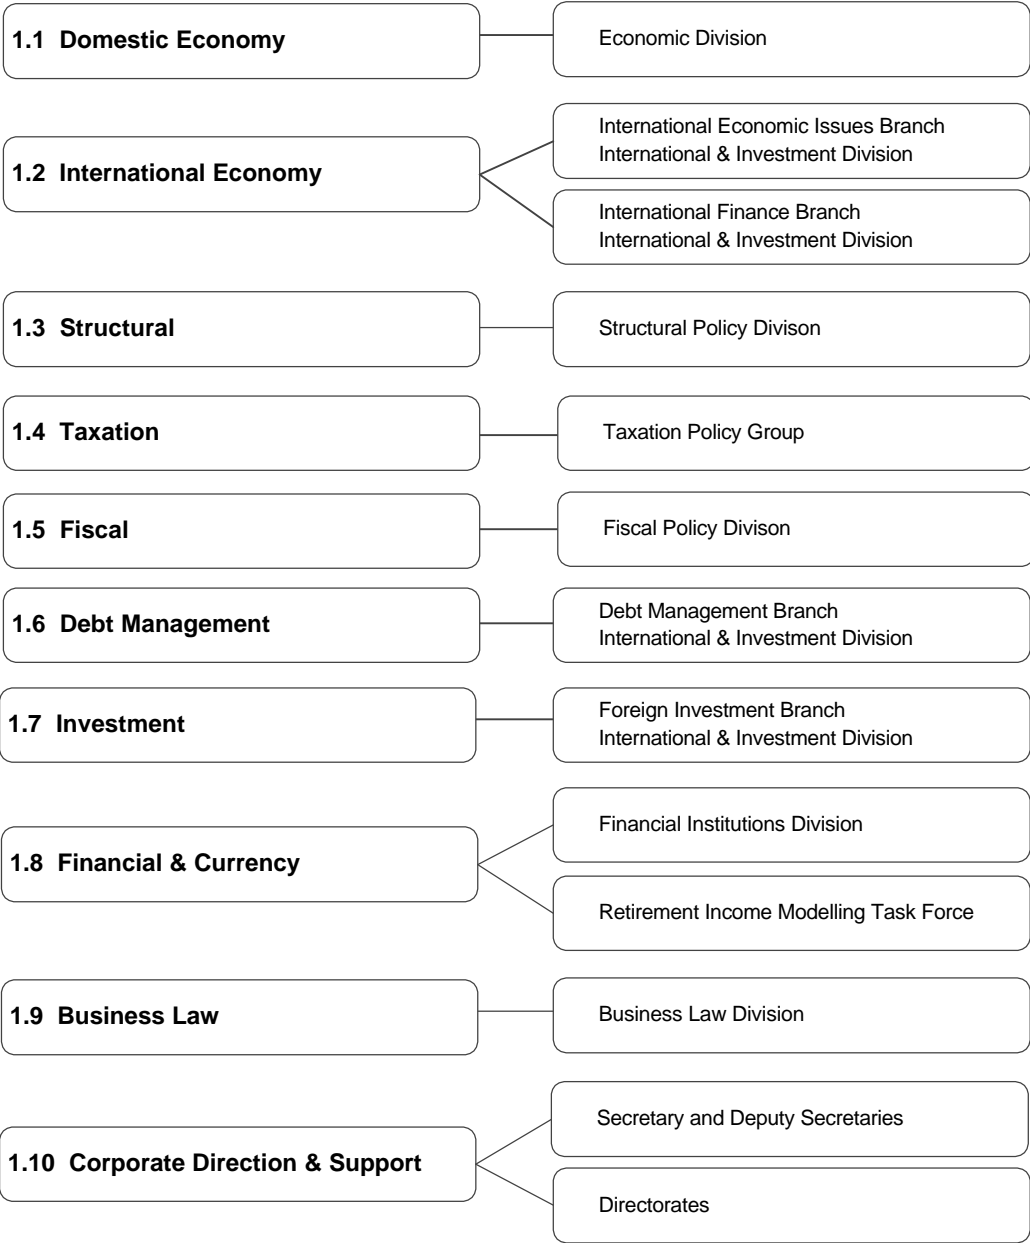 1.1 Domestic Economy
Economic Division
1.2 International Economy
International Economic Issues Branch
International & Investment Division
International Finance Branch
International & Investment Division
1.3 Structural
Structural Policy Divison
1.4 Taxation
Taxation Policy Group
1.5 Fiscal
Fiscal Policy Divison
1.6 Debt Management
Debt Management Branch
International & Investment Division
1.7 Investment
Foreign Investment Branch
International & Investment Division
1.8 Financial & Currency
Financial Institutions Division
Retirement Income Modelling Task Force
1.9 Business Law
Business Law Division
1.10 Corporate Direction & Support
Secretary and Deputy Secretaries
Directorates